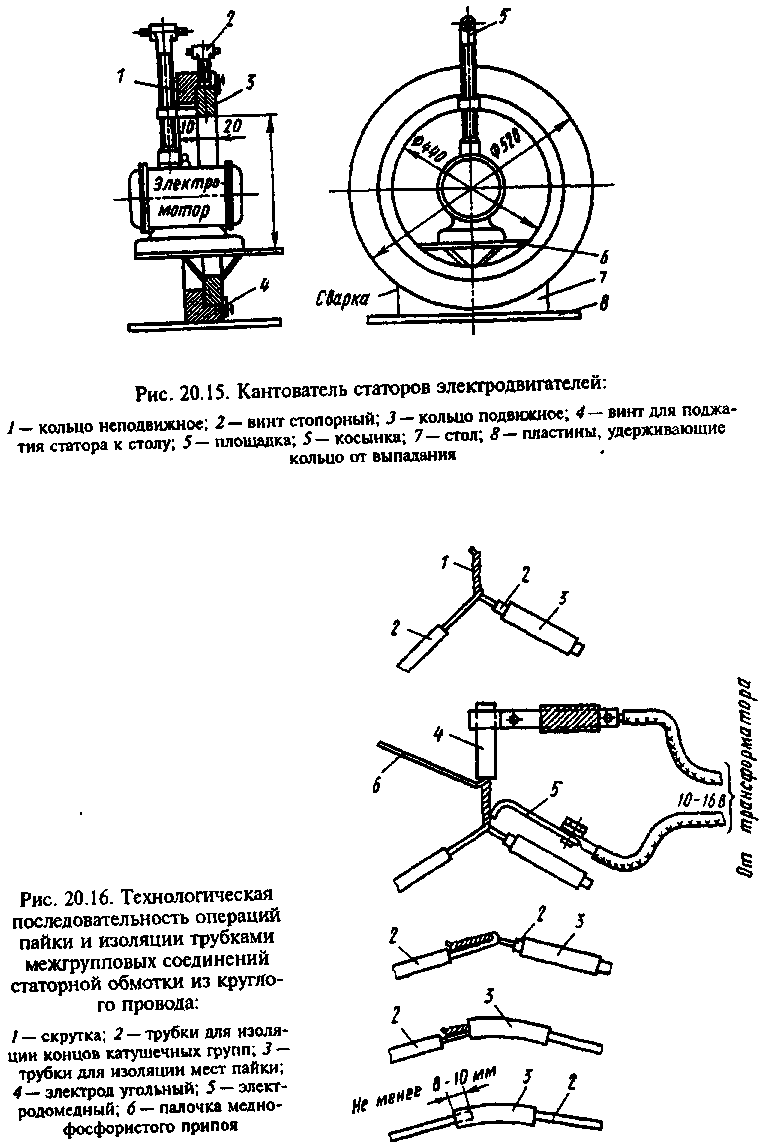 2
5
1
3
10
20
Ф440
Ф520
Электро-
мотор
6
4
Сварка
7
8
Рис. 20.15. Кантователь статоров электродвигателей:
1 — кольцо неподвижное; 2 — винт стопорный; 3 — кольцо подвижное; 4 — винт для поджа-
тия статора к столу; 5 — площадка; 5 — косынка; 7 — стол; 8 — пластины, удерживающие
кольцо от выпадания
1
2
3
2
4
6
5
10-16 в
От трансформатора
Рис. 20.16. Технологическая
последовательность операций
пайки и изоляции трубками
межгрупповых соединений
статорной обмотки из кругло-
го провода:
1 — скрутка; 2 — трубки для изоля-
ции концов катушечных групп; 3 —
трубки для изоляции мест пайки;
4 — электрод угольный; 5 — элект-
родомедный; 6 — палочка медно-
фосфористого припоя
2
2
3
2
3
Не менее 8-10 мм
3
2